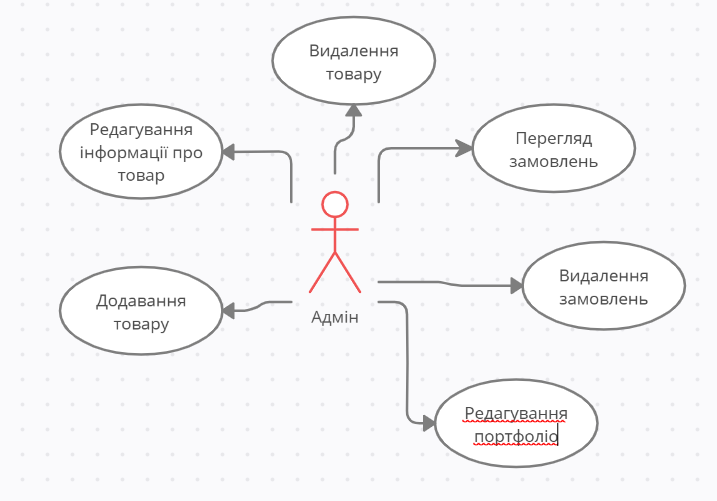 Видалення
товару
Редагування
інформації про
товар
Перегляд
замовлень
Додавання
товару
Адмін
Видалення
замовлень
Редагування
портфоліо